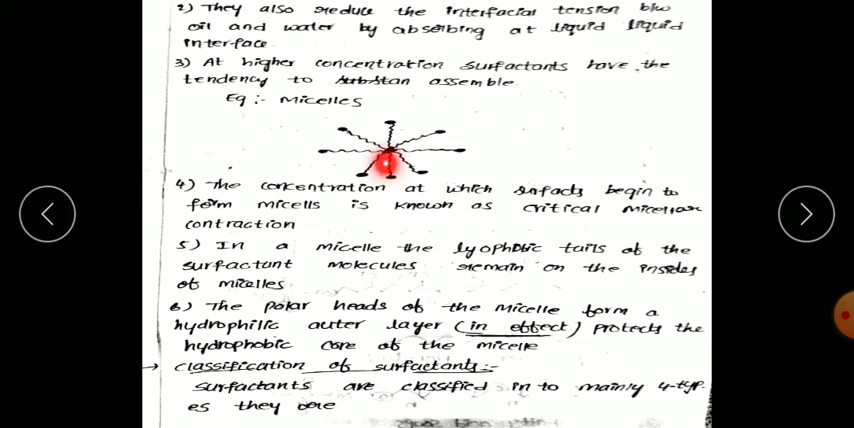 2) They also reduce the interfacial tension b/w
oil and water by absorbing at liquid liquid
interface.
3) At higher concentration surfactants have the
tendency to assemble.
Eg :- Micelles
4) The concentration at which surfacts begin to
form micells is known as critical micellar
contraction
5) In a micelle the lyophobic tails of the
surfactant molecules remain on the insides
of micelles
6) The polar heads of the micelle form a
hydrophilic outer layer (in effect) protects the
hydrophobic core of the micelle
→ classification of surfactants :-
surfactants are classified in to mainly 4-typ
es they are